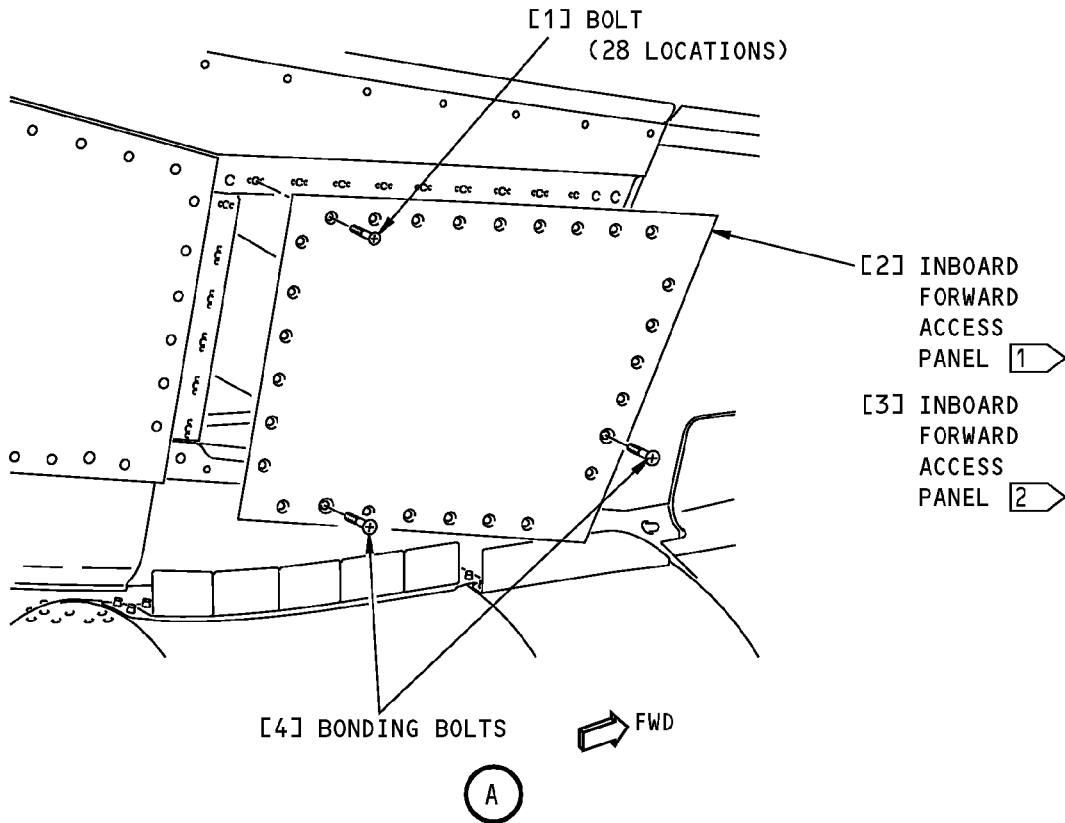 [1] BOLT
(28 LOCATIONS)
[2] INBOARD
FORWARD
ACCESS
PANEL 1
[3] INBOARD
FORWARD
ACCESS
PANEL 2
[4] BONDING BOLTS
FWD
A